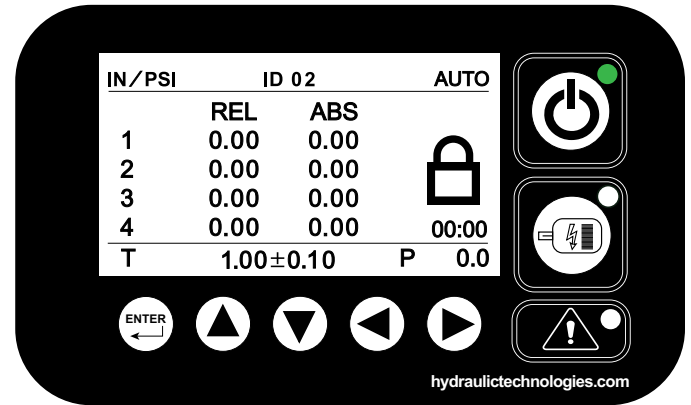 IN/PSI ID 02 AUTO
REL ABS
1 0.00 0.00
2 0.00 0.00
3 0.00 0.00
4 0.00 0.00 00:00
T 1.00±0.10 P 0.0
ENTER
hydraulictechnologies.com